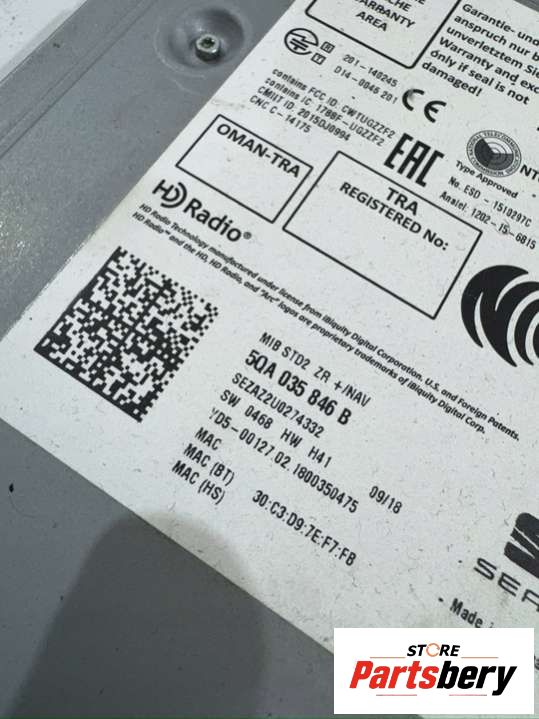 WARRANTY
AREA
Garantie- und
anspruch nur b
unverletztem Sie
Warranty and exc
only if seal is not
damaged!
201-140245
D14-0046 201
CE
contains FCC ID: CWTUGZZF2
contains IC: 1788F-UGZZF2
CMIIT ID: 2015DJ0994
CNC C-14175
EAC
Type Approved
No. ESD - 1510297C
Anatel: 1202-15-6815
NT
OMAN-TRA
TRA
REGISTERED No:
HD Radio®
HD Radio Technology manufactured under license from iBiquity Digital Corporation. U.S. and Foreign Patents.
HD Radio™ and the HD, HD Radio, and "Arc" logos are proprietary trademarks of iBiquity Digital Corp.
MIB STD2 ZR +/NAV
5QA 035 846 B
SEZAZ2U0274332
SW 0468 HW H41
YD5-00127.02.1800350475
09/18
MAC
MAC (BT) 30:C3:D9:7E:F7:FB
MAC (HS)
SEA
- Made
STORE
Partsbery